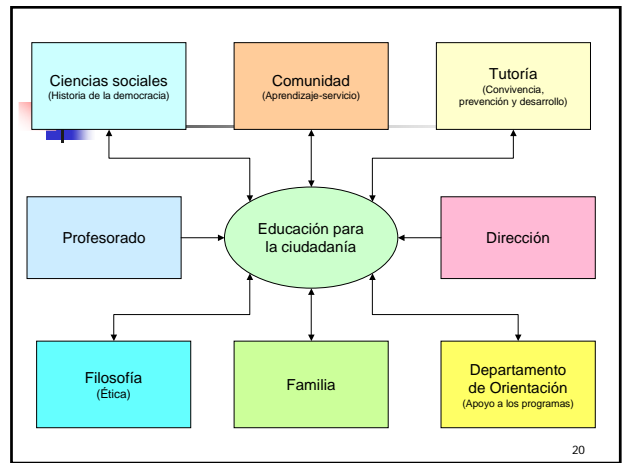 Ciencias sociales
(Historia de la democracia)
Comunidad
(Aprendizaje-servicio)
Tutoría
(Convivencia,
prevención y desarrollo)
Profesorado
Educación para
la ciudadanía
Dirección
Filosofía
(Ética)
Familia
Departamento
de Orientación
(Apoyo a los programas)
20